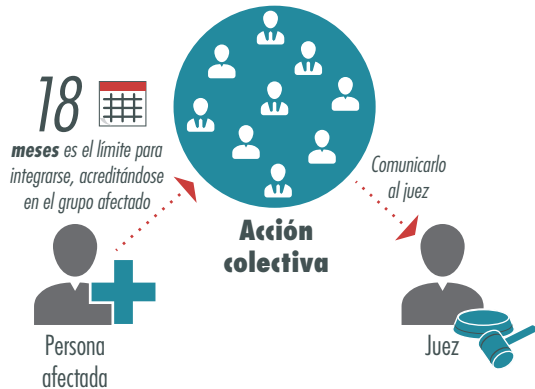 18
meses es el límite para
integrarse, acreditándose
en el grupo afectado
Comunicarlo
al juez
Acción
colectiva
Persona
afectada
Juez